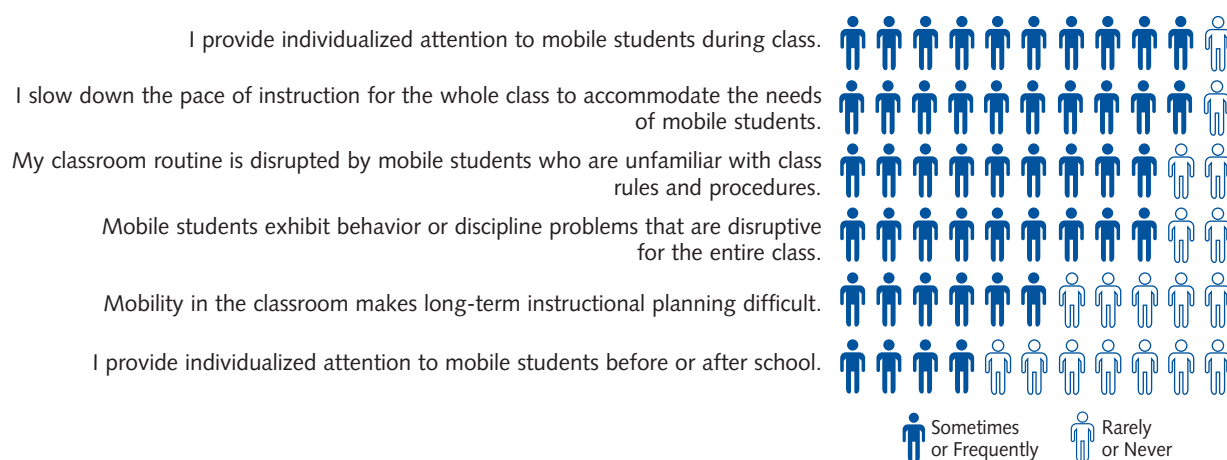 I provide individualized attention to mobile students during class.
I slow down the pace of instruction for the whole class to accommodate the needs
of mobile students.
My classroom routine is disrupted by mobile students who are unfamiliar with class
rules and procedures.
Mobile students exhibit behavior or discipline problems that are disruptive
for the entire class.
Mobility in the classroom makes long-term instructional planning difficult.
I provide individualized attention to mobile students before or after school.
Sometimes
or Frequently
Rarely
or Never